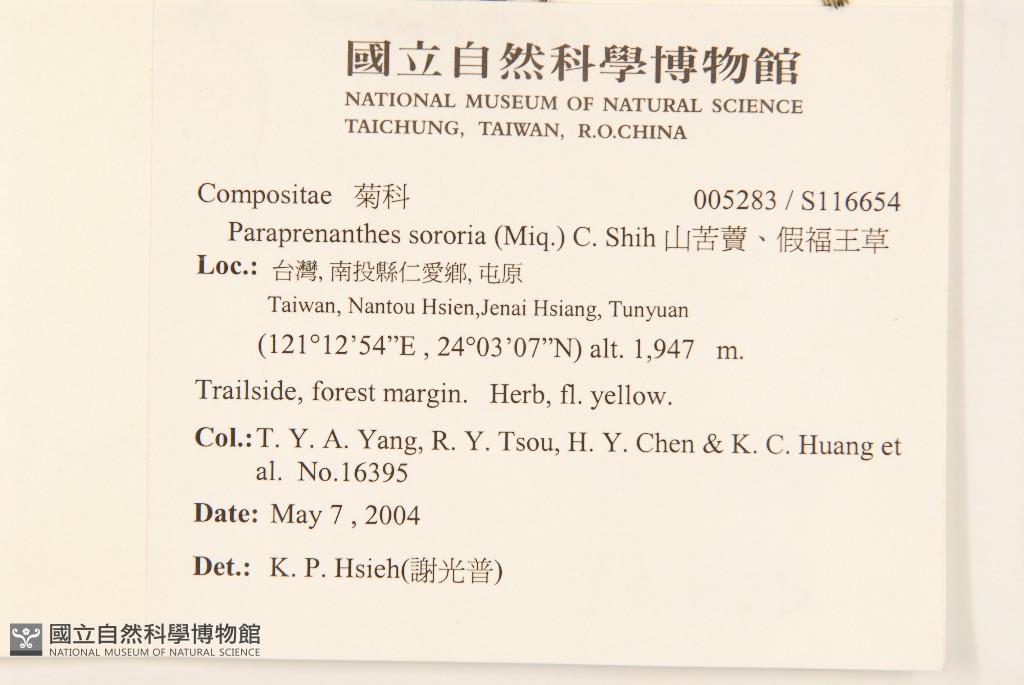 國立自然科學博物館
NATIONAL MUSEUM OF NATURAL SCIENCE
TAICHUNG, TAIWAN, R.O.CHINA
Compositae 菊科 005283 / S116654
Paraprenanthes sororia (Miq.) C. Shih 山苦藚、假福王草
Loc.: 台灣, 南投縣仁愛鄉, 屯原
Taiwan, Nantou Hsien,Jenai Hsiang, Tunyuan
(121°12’54”E , 24°03’07”N) alt. 1,947 m.
Trailside, forest margin. Herb, fl. yellow.
Col.: T. Y. A. Yang, R. Y. Tsou, H. Y. Chen & K. C. Huang et
al. No.16395
Date: May 7 , 2004
Det.: K. P. Hsieh(謝光普)
國立自然科學博物館
NATIONAL MUSEUM OF NATURAL SCIENCE